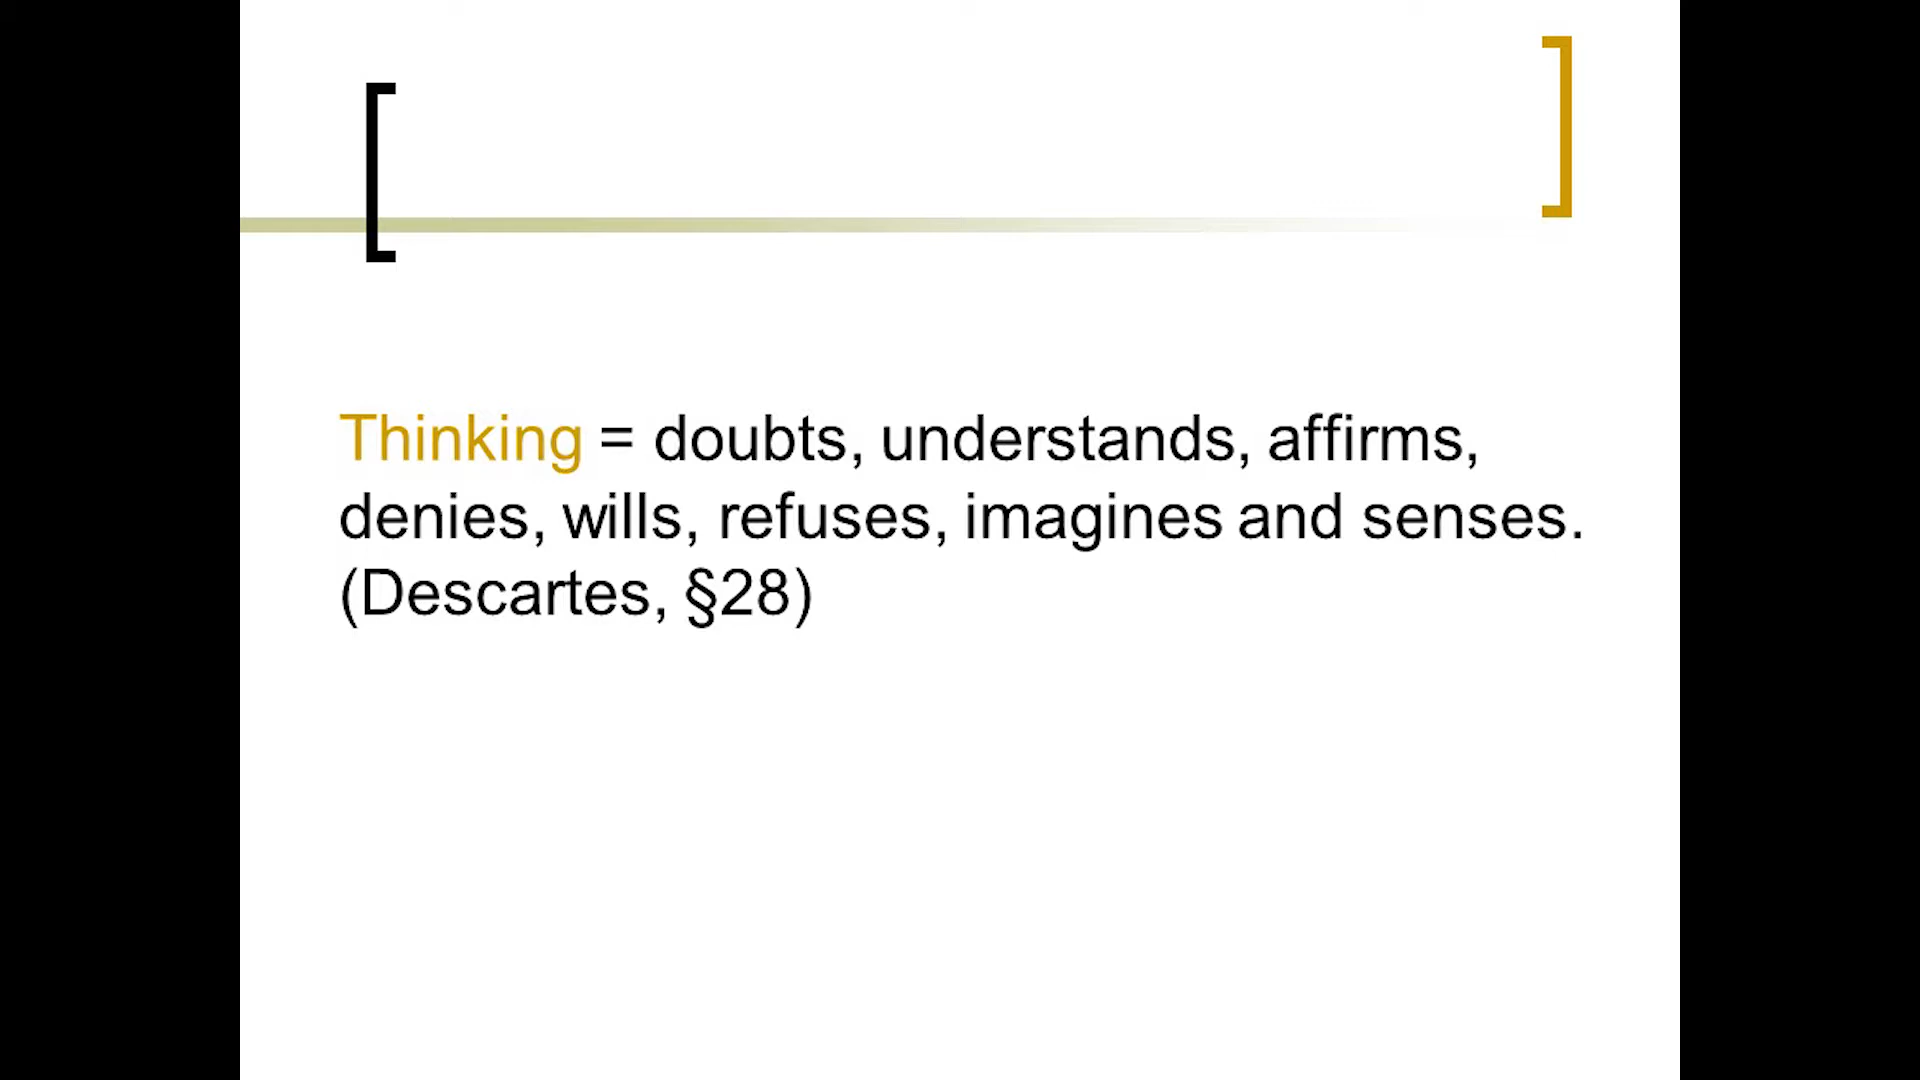 Thinking = doubts, understands, affirms,
denies, wills, refuses, imagines and senses.
(Descartes, §28)